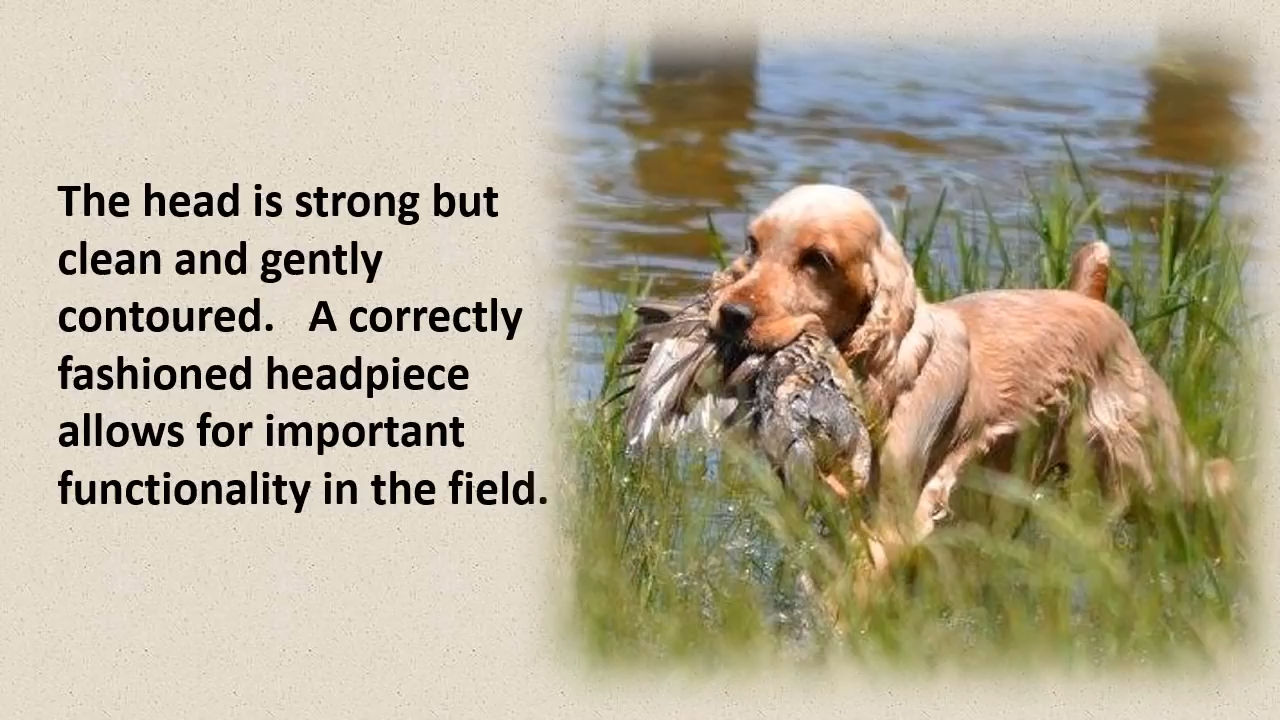 The head is strong but
clean and gently
contoured.   A correctly
fashioned headpiece
allows for important
functionality in the field.